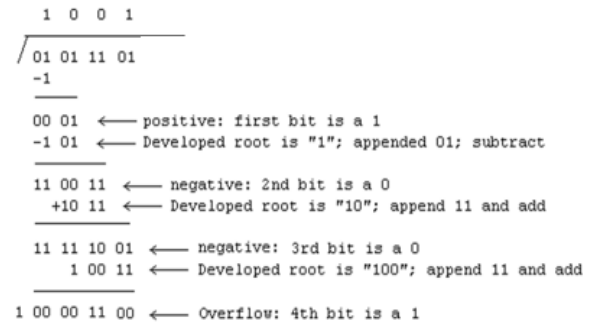 1 0 0 1
01 01 11 01
-1
00 01 ← positive: first bit is a 1
-1 01 ← Developed root is "1"; appended 01; subtract
11 00 11 ← negative: 2nd bit is a 0
+10 11 ← Developed root is "10"; append 11 and add
11 11 10 01 ← negative: 3rd bit is a 0
1 00 11 ← Developed root is "100"; append 11 and add
1 00 00 11 00 ← Overflow: 4th bit is a 1